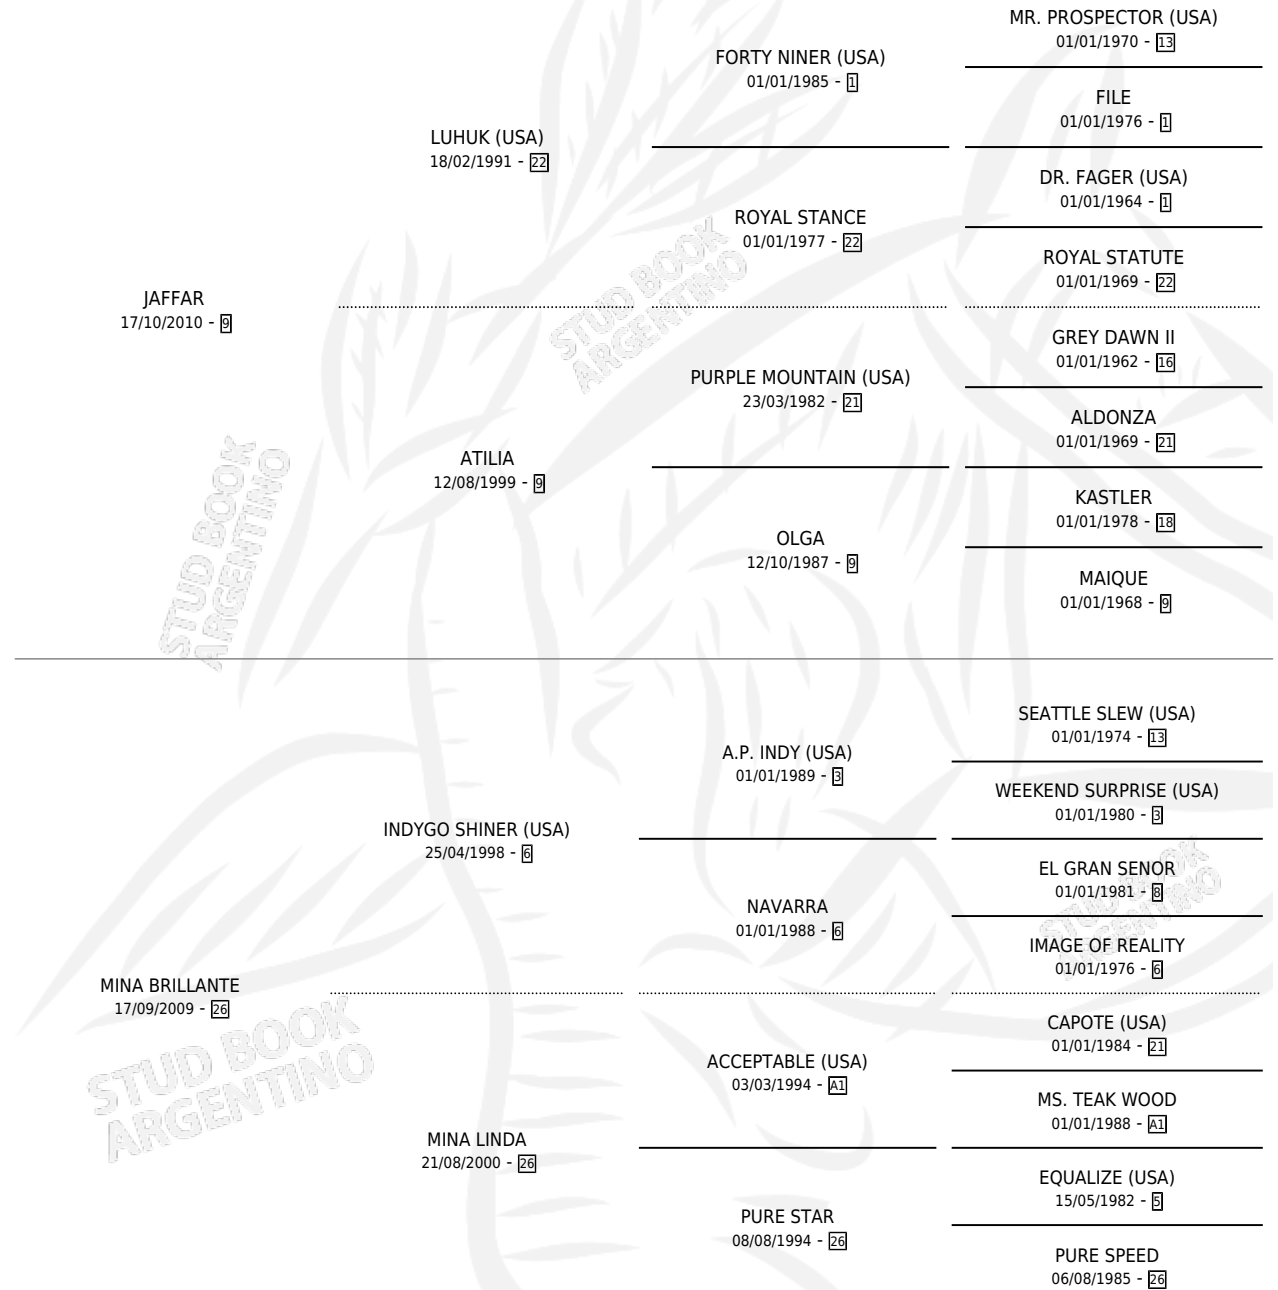 MR. PROSPECTOR (USA)
01/01/1970 - 13
FORTY NINER (USA)
01/01/1985 - 1
FILE
01/01/1976 - 1
LUHUK (USA)
18/02/1991 - 22
DR. FAGER (USA)
01/01/1964 - 1
ROYAL STANCE
01/01/1977 - 22
ROYAL STATUTE
01/01/1969 - 22
JAFFAR
17/10/2010 - 9
GREY DAWN II
01/01/1962 - 16
PURPLE MOUNTAIN (USA)
23/03/1982 - 21
ALDONZA
01/01/1969 - 21
ATILIA
12/08/1999 - 9
KASTLER
01/01/1978 - 18
OLGA
12/10/1987 - 9
MAIQUE
01/01/1968 - 9
SEATTLE SLEW (USA)
01/01/1974 - 13
A.P. INDY (USA)
01/01/1989 - 3
WEEKEND SURPRISE (USA)
01/01/1980 - 3
INDYGO SHINER (USA)
25/04/1998 - 6
EL GRAN SENOR
01/01/1981 - 8
NAVARRA
01/01/1988 - 6
IMAGE OF REALITY
01/01/1976 - 6
MINA BRILLANTE
17/09/2009 - 26
CAPOTE (USA)
01/01/1984 - 21
ACCEPTABLE (USA)
03/03/1994 - A1
MS. TEAK WOOD
01/01/1988 - A1
MINA LINDA
21/08/2000 - 26
EQUALIZE (USA)
15/05/1982 - 5
PURE STAR
08/08/1994 - 26
PURE SPEED
06/08/1985 - 26
STUD BOOK
ARGENTINO
STUD BOOK
ARGENTINO
STUD BOOK
ARGENTINO
STUD BOOK
ARGENTINO